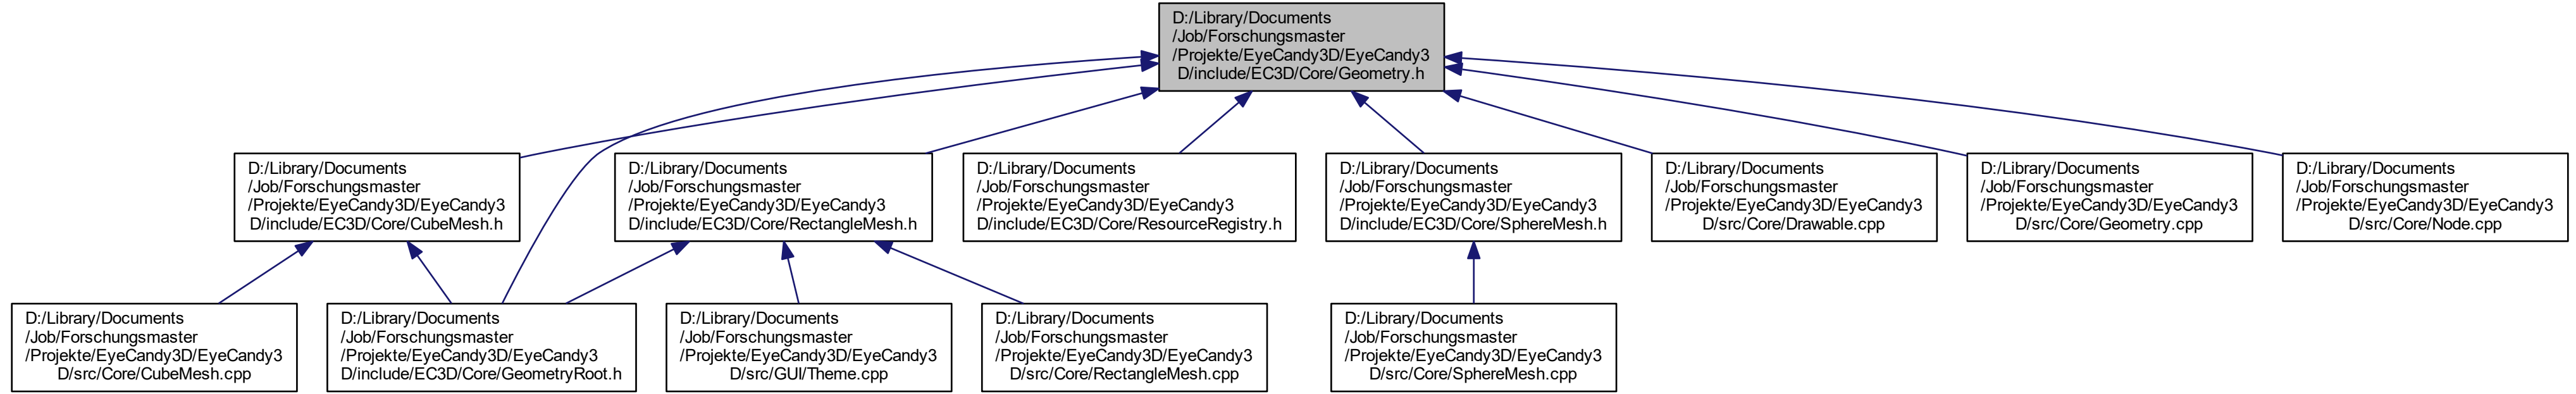 D:/Library/Documents
/Job/Forschungsmaster
/Projekte/EyeCandy3D/EyeCandy3
D/include/EC3D/Core/Geometry.h
D:/Library/Documents
/Job/Forschungsmaster
/Projekte/EyeCandy3D/EyeCandy3
D/include/EC3D/Core/CubeMesh.h
D:/Library/Documents
/Job/Forschungsmaster
/Projekte/EyeCandy3D/EyeCandy3
D/include/EC3D/Core/RectangleMesh.h
D:/Library/Documents
/Job/Forschungsmaster
/Projekte/EyeCandy3D/EyeCandy3
D/include/EC3D/Core/ResourceRegistry.h
D:/Library/Documents
/Job/Forschungsmaster
/Projekte/EyeCandy3D/EyeCandy3
D/include/EC3D/Core/SphereMesh.h
D:/Library/Documents
/Job/Forschungsmaster
/Projekte/EyeCandy3D/EyeCandy3
D/src/Core/Drawable.cpp
D:/Library/Documents
/Job/Forschungsmaster
/Projekte/EyeCandy3D/EyeCandy3
D/src/Core/Geometry.cpp
D:/Library/Documents
/Job/Forschungsmaster
/Projekte/EyeCandy3D/EyeCandy3
D/src/Core/Node.cpp
D:/Library/Documents
/Job/Forschungsmaster
/Projekte/EyeCandy3D/EyeCandy3
D/src/Core/CubeMesh.cpp
D:/Library/Documents
/Job/Forschungsmaster
/Projekte/EyeCandy3D/EyeCandy3
D/include/EC3D/Core/GeometryRoot.h
D:/Library/Documents
/Job/Forschungsmaster
/Projekte/EyeCandy3D/EyeCandy3
D/src/GUI/Theme.cpp
D:/Library/Documents
/Job/Forschungsmaster
/Projekte/EyeCandy3D/EyeCandy3
D/src/Core/RectangleMesh.cpp
D:/Library/Documents
/Job/Forschungsmaster
/Projekte/EyeCandy3D/EyeCandy3
D/src/Core/SphereMesh.cpp